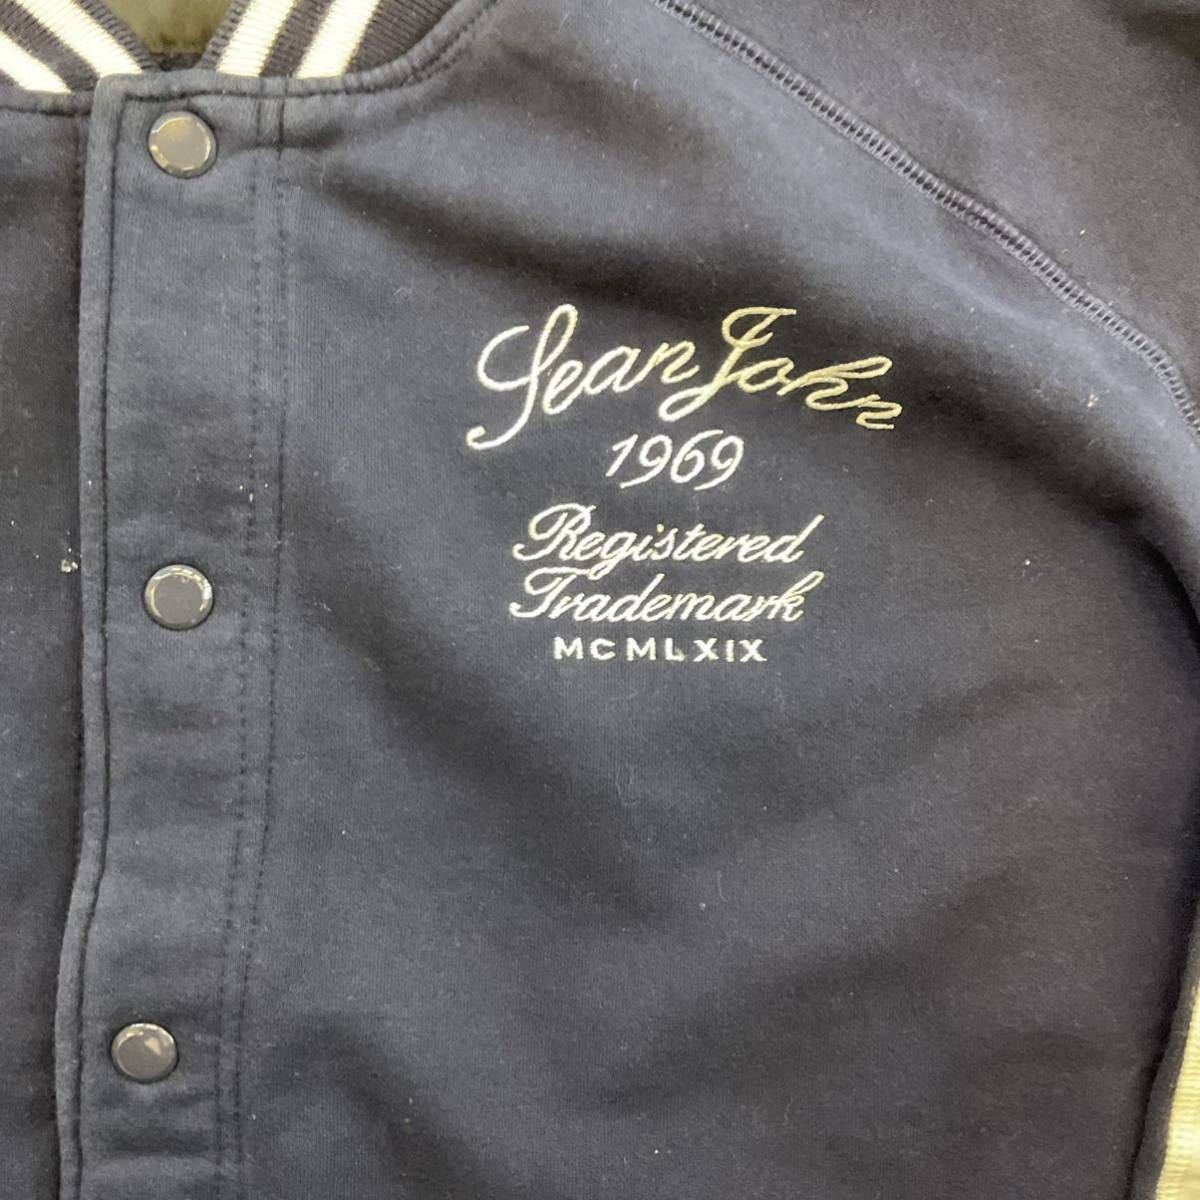 Sean John
1969
Registered
Trademark
MCMLXIX